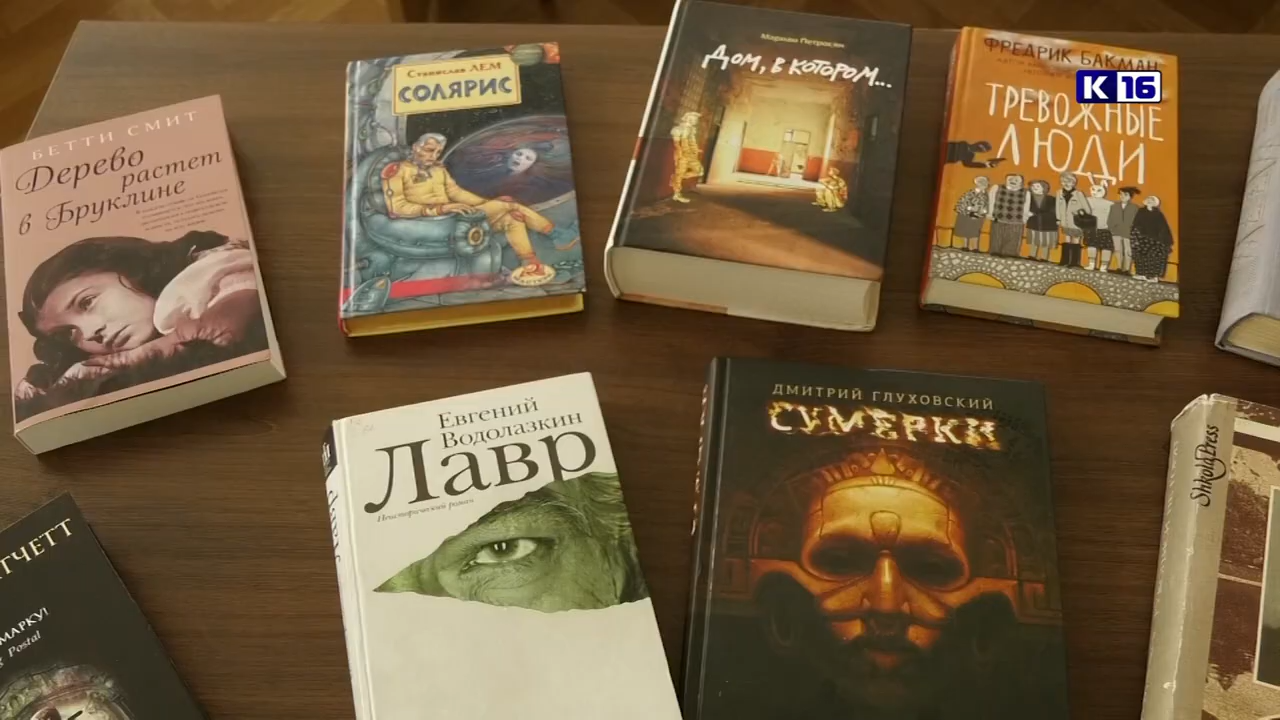 БЕТТИ СМИТ
Дерево
растет
в Бруклине
Станислав ЛЕМ
СОЛЯРИС
Мариам Петросян
ДОМ, В КОТОРОМ...
ФРЕДРИК БАКМАН
ТРЕВОЖНЫЕ
ЛЮДИ
К 16
Евгений
Водолазкин
Лавр
Неисторический роман
ДМИТРИЙ ГЛУХОВСКИЙ
СУМЕРКИ
ShkolaPress
ТЧЕТТ
МАРКУ!
g Postal